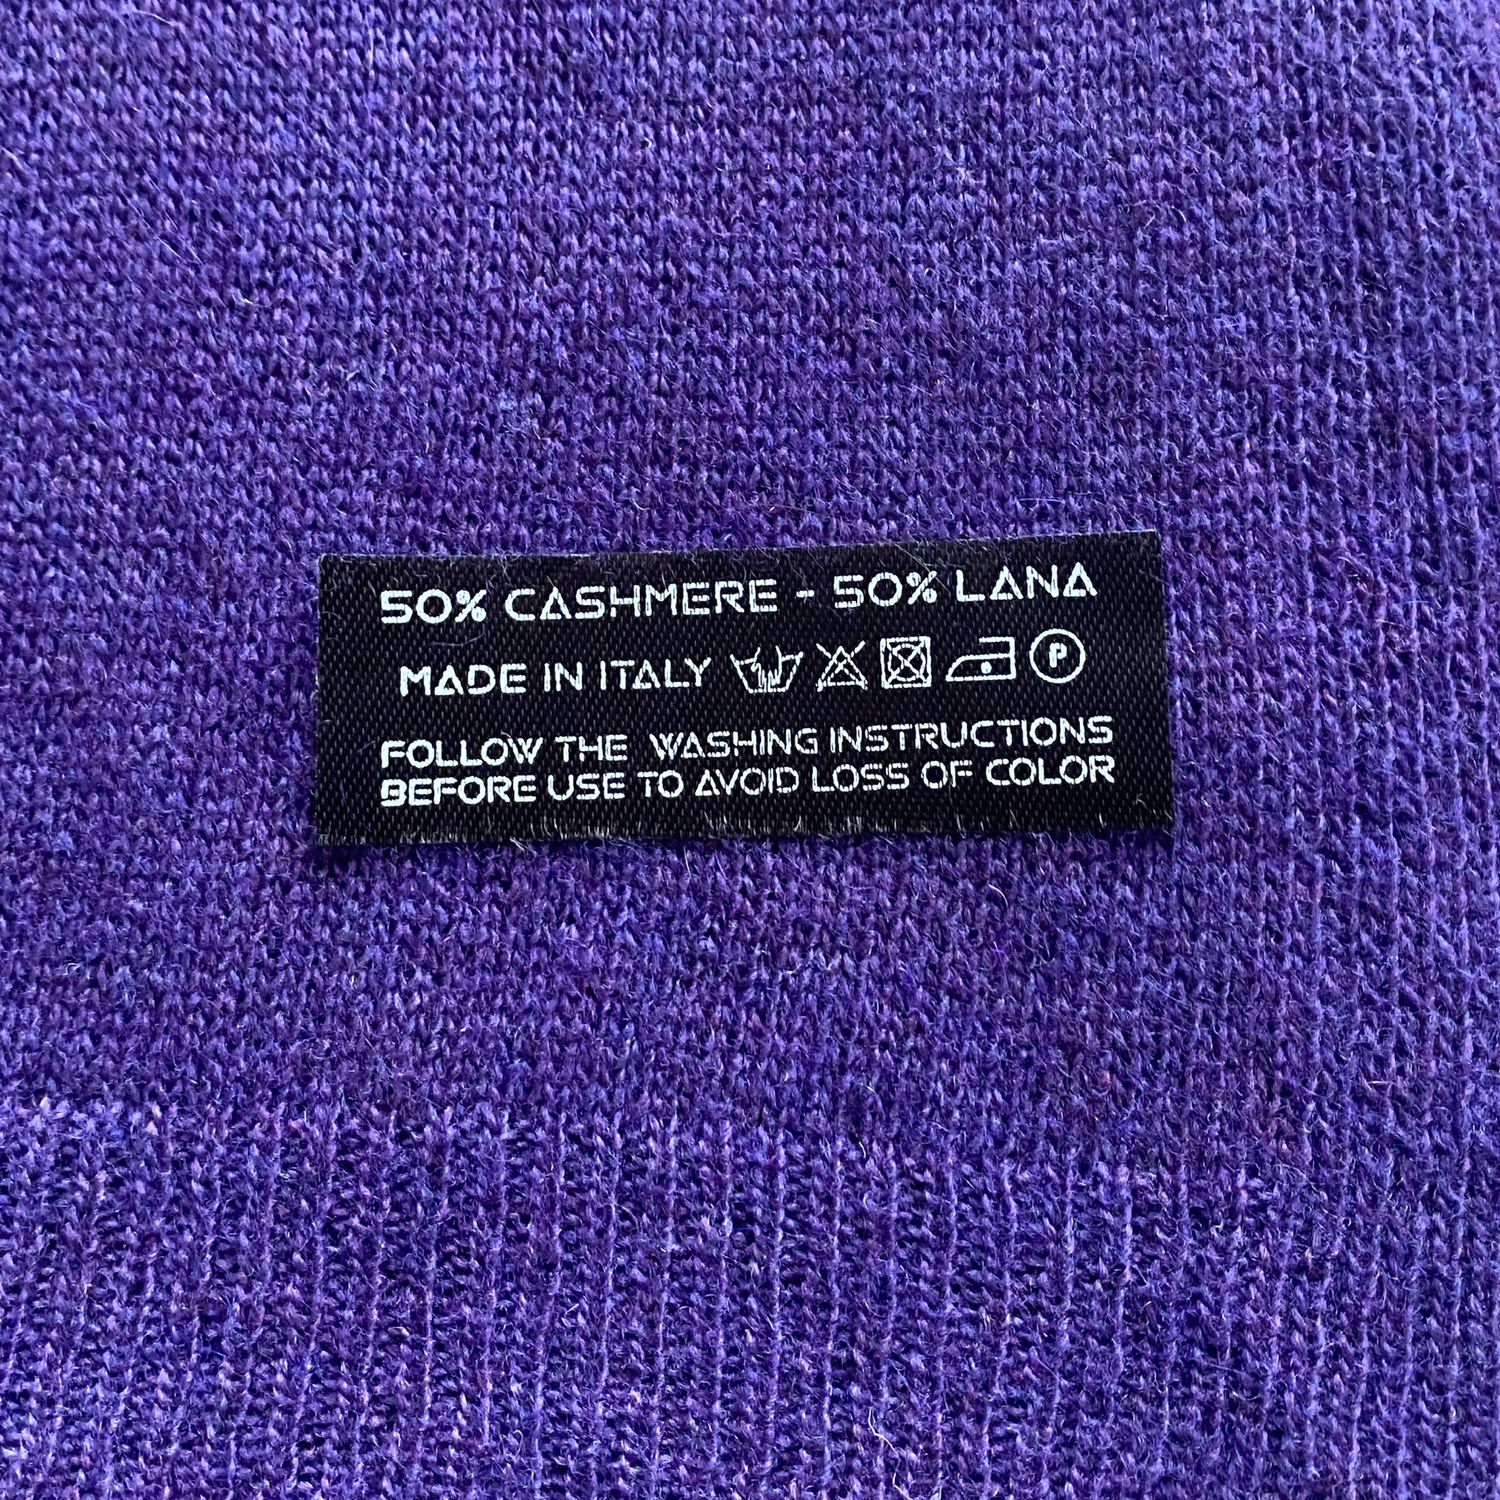 50% CASHMERE - 50% LANA
MADE IN ITALY P
FOLLOW THE WASHING INSTRUCTIONS
BEFORE USE TO AVOID LOSS OF COLOR